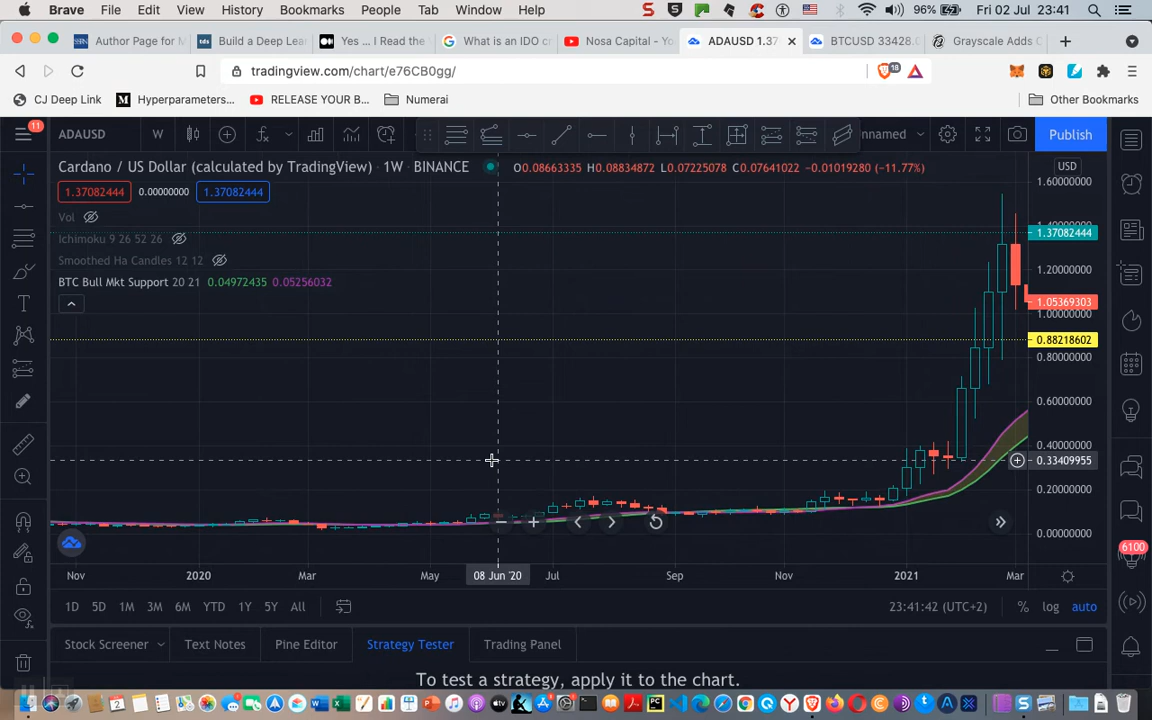 Brave File Edit View History Bookmarks People Tab Window Help 96% Fri 02 Jul 23:41
Author Page for M Build a Deep Lea Yes ... I Read the What is an IDO c Nosa Capital - Yo ADAUSD 1.37 BTCUSD 33428.0 Grayscale Adds C
tradingview.com/chart/e76CB0gg/ 18
CJ Deep Link Hyperparameters... RELEASE YOUR B... Numerai Other Bookmarks
11 ADAUSD W nnamed Publish
Cardano / US Dollar (calculated by TradingView) 1W BINANCE O0.08663335 H0.08834872 L0.07225078 C0.07641022 −0.01019280 (−11.77%) USD
1.37082444 0.00000000 1.37082444 1.60000000
Vol
1.37082444
Ichimoku 9 26 52 26
Smoothed Ha Candles 12 12
1.20000000
BTC Bull Mkt Support 20 21 0.04972435 0.05256032
1.05369303
1.00000000
0.88218602
0.80000000
0.60000000
0.40000000
0.33409955
0.20000000
0.00000000
6100
Nov 2020 Mar May 08 Jun '20 Jul Sep Nov 2021 Mar
1D 5D 1M 3M 6M YTD 1Y 5Y All 23:41:42 (UTC+2) % log auto
Stock Screener Text Notes Pine Editor Strategy Tester Trading Panel
To test a strategy, apply it to the chart.